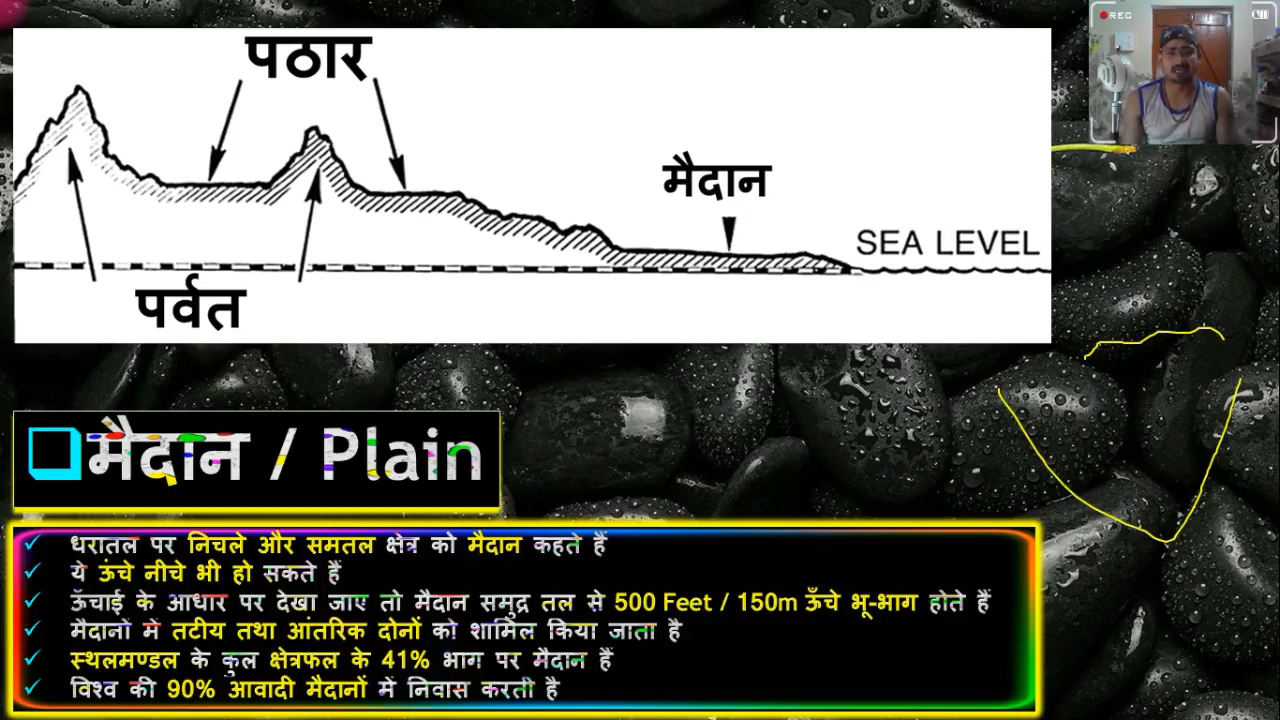 REC
पठार
मैदान
SEA LEVEL
पर्वत
मैदान / Plain
धरातल पर निचले और समतल क्षेत्र को मैदान कहते हैं
ये ऊंचे नीचे भी हो सकते हैं
ऊँचाई के आधार पर देखा जाए तो मैदान समुद्र तल से 500 Feet / 150m ऊँचे भू-भाग होते हैं
मैदानों में तटीय तथा आंतरिक दोनों को शामिल किया जाता है
स्थलमण्डल के कुल क्षेत्रफल के 41% भाग पर मैदान हैं
विश्व की 90% आवादी मैदानों में निवास करती हैं